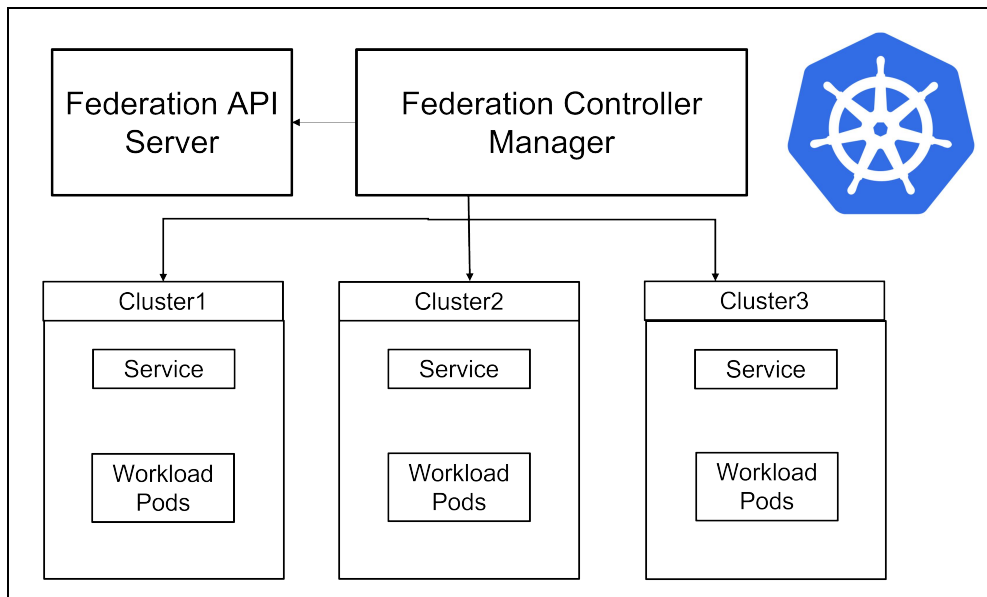 Federation API
Server
Federation Controller
Manager
Cluster1
Cluster2
Cluster3
Service
Service
Service
Workload
Pods
Workload
Pods
Workload
Pods